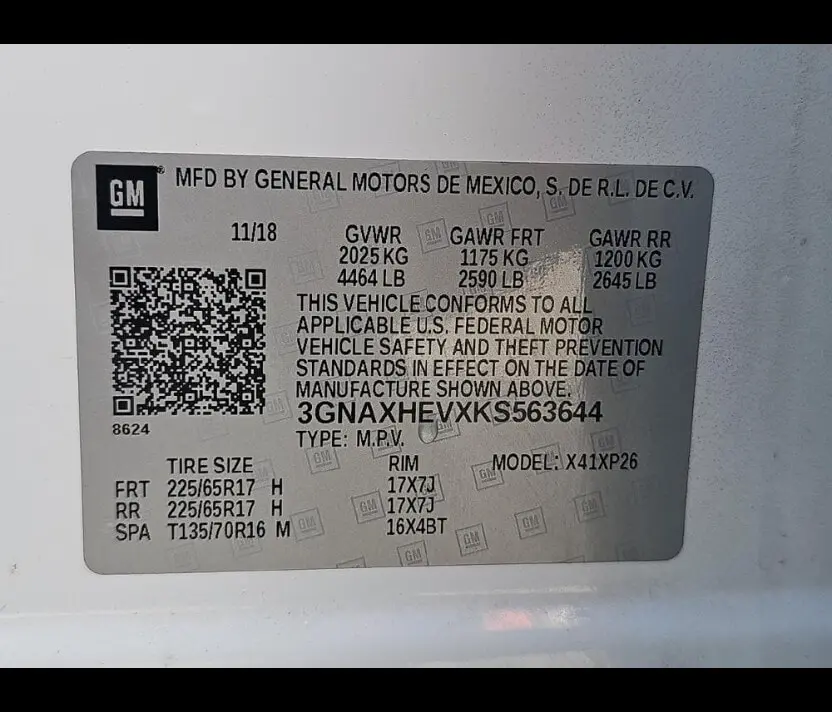 GM MFD BY GENERAL MOTORS DE MEXICO, S. DE R.L. DE C.V.
11/18 GVWR GAWR FRT GAWR RR
2025 KG 1175 KG 1200 KG
4464 LB 2590 LB 2645 LB
THIS VEHICLE CONFORMS TO ALL
APPLICABLE U.S. FEDERAL MOTOR
VEHICLE SAFETY AND THEFT PREVENTION
STANDARDS IN EFFECT ON THE DATE OF
MANUFACTURE SHOWN ABOVE.
3GNAXHEVXKS563644
8624
TYPE: M.P.V.
TIRE SIZE RIM MODEL: X41XP26
FRT 225/65R17 H 17X7J
RR 225/65R17 H 17X7J
SPA T135/70R16 M 16X4BT